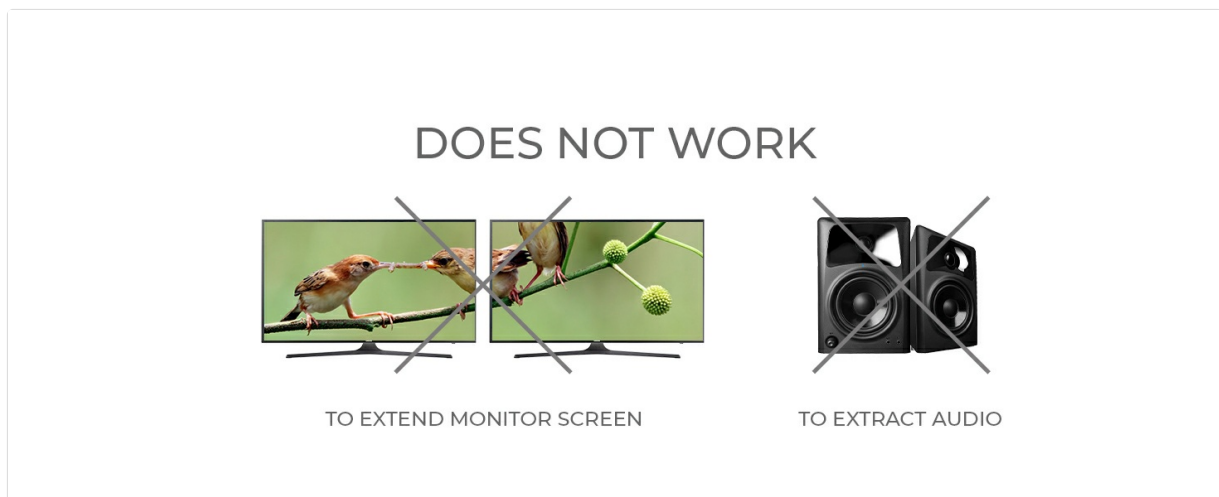 DOES NOT WORK
TO EXTEND MONITOR SCREEN
TO EXTRACT AUDIO